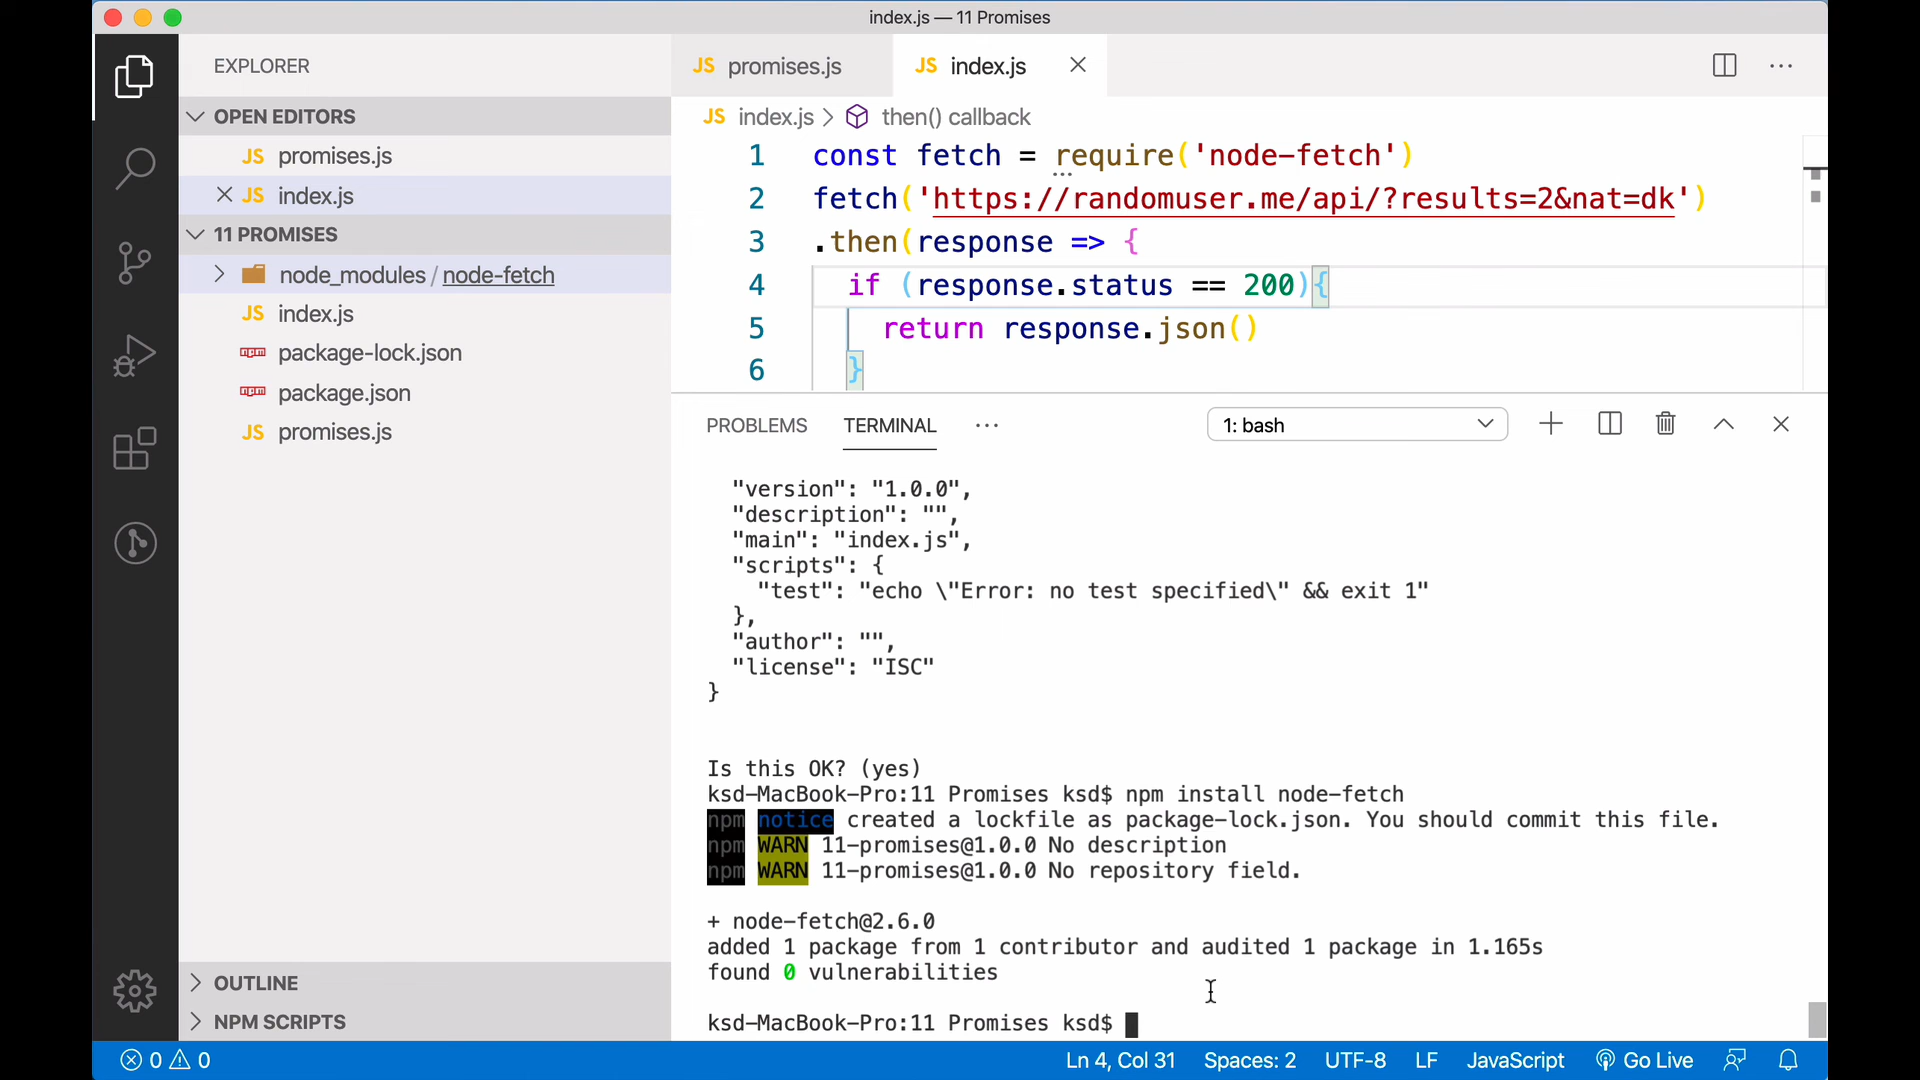 index.js — 11 Promises
EXPLORER
OPEN EDITORS
JS promises.js
JS index.js
11 PROMISES
node_modules / node-fetch
JS index.js
package-lock.json
package.json
JS promises.js
OUTLINE
NPM SCRIPTS
JS promises.js
JS index.js
JS index.js > then() callback
1 const fetch = require('node-fetch')
2 fetch('https://randomuser.me/api/?results=2&nat=dk')
3 .then(response => {
4 if (response.status == 200){
5 return response.json()
6 }
PROBLEMS TERMINAL ··· 1: bash
"version": "1.0.0",
"description": "",
"main": "index.js",
"scripts": {
"test": "echo \"Error: no test specified\" && exit 1"
},
"author": "",
"license": "ISC"
}
Is this OK? (yes)
ksd-MacBook-Pro:11 Promises ksd$ npm install node-fetch
npm notice created a lockfile as package-lock.json. You should commit this file.
npm WARN 11-promises@1.0.0 No description
npm WARN 11-promises@1.0.0 No repository field.
+ node-fetch@2.6.0
added 1 package from 1 contributor and audited 1 package in 1.165s
found 0 vulnerabilities
ksd-MacBook-Pro:11 Promises ksd$
0 0 Ln 4, Col 31 Spaces: 2 UTF-8 LF JavaScript Go Live